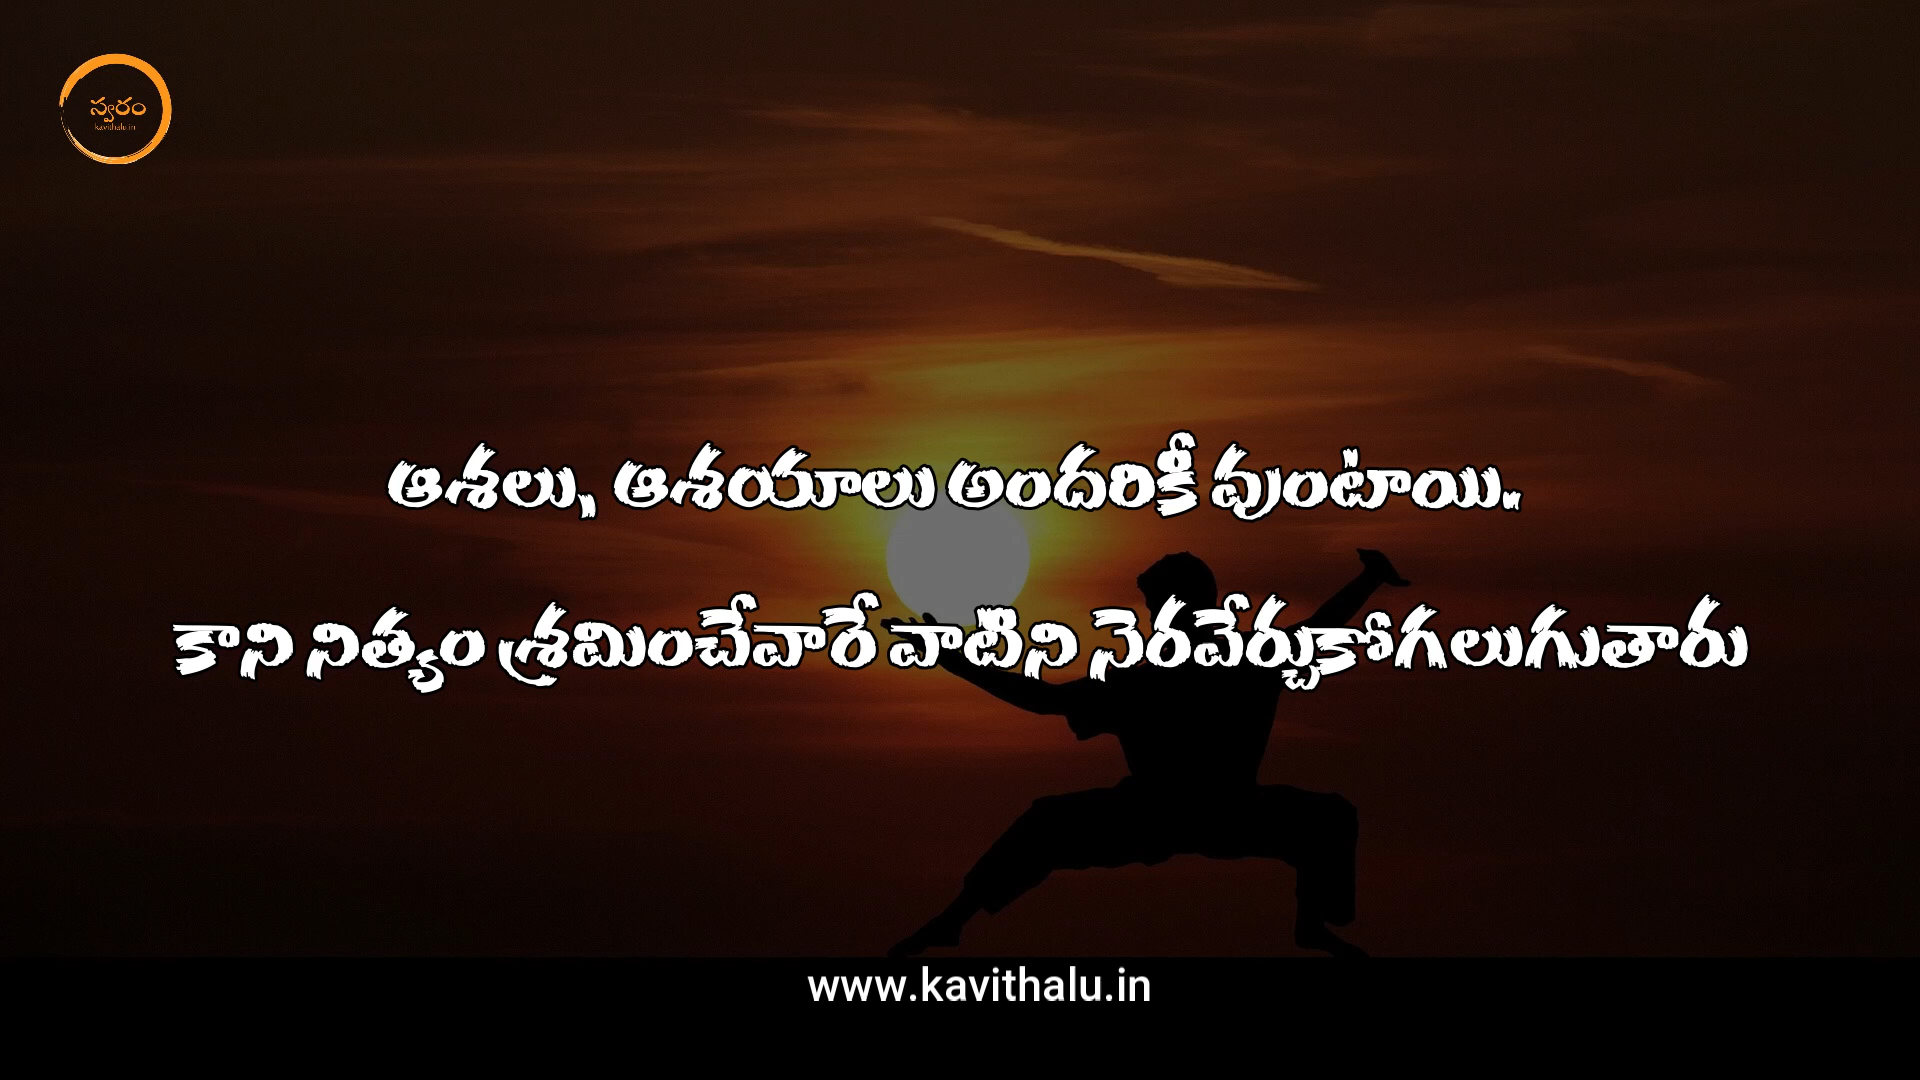 స్వరం
kavithalu.in
ఆశలు, ఆశయాలు అందరికీ వుంటాయి.
కాని నిత్యం శ్రమించేవారే వాటిని నెరవేర్చుకోగలుగుతారు
www.kavithalu.in